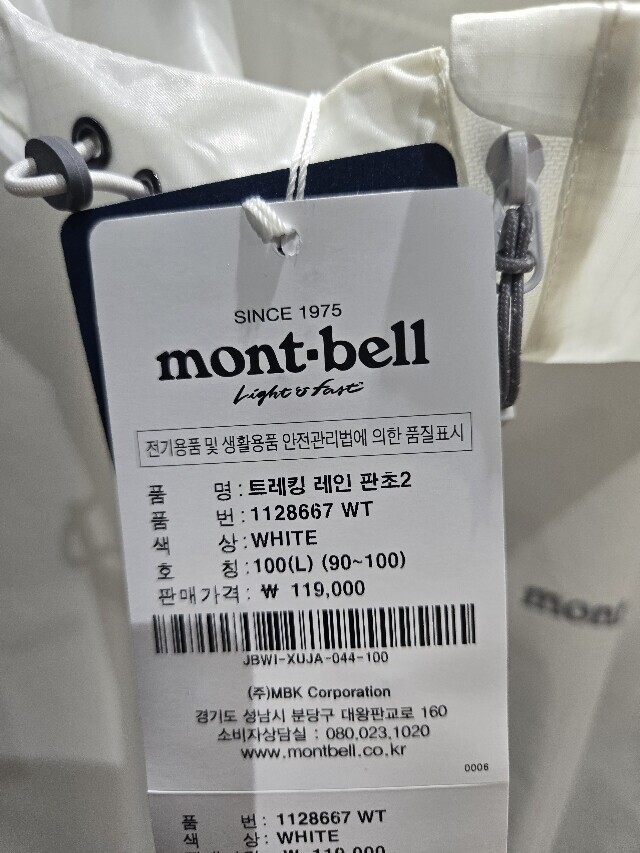 SINCE 1975
mont·bell
Light & Fast™
전기용품 및 생활용품 안전관리법에 의한 품질표시
품 명 : 트레킹 레인 판초2
품 번 : 1128667 WT
색 상 : WHITE
호 칭 : 100(L) (90~100)
판매가격 : ₩ 119,000
JBWI-XUJA-044-100
(주)MBK Corporation
경기도 성남시 분당구 대왕판교로 160
소비자상담실 : 080,023,1020
www.montbell.co.kr
0006
품 번 : 1128667 WT
색 상 : WHITE
₩ 119,000
mont